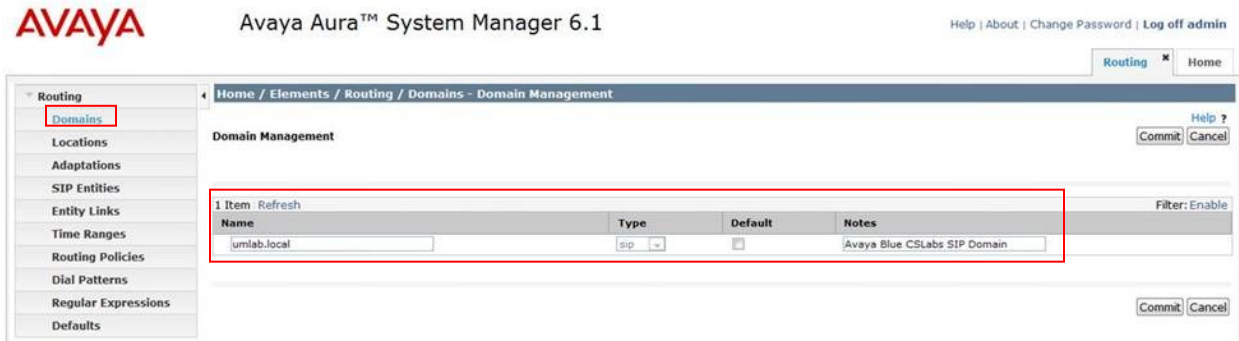 AVAYA
Avaya Aura™ System Manager 6.1
Help | About | Change Password | Log off admin
Routing × Home
Routing
Home / Elements / Routing / Domains - Domain Management
Domains
Help ?
Locations
Domain Management
Commit Cancel
Adaptations
SIP Entities
Entity Links
1 Item Refresh
Filter: Enable
Time Ranges
Name Type Default Notes
umlab.local sip Avaya Blue CSLabs SIP Domain
Routing Policies
Dial Patterns
Regular Expressions
Commit Cancel
Defaults